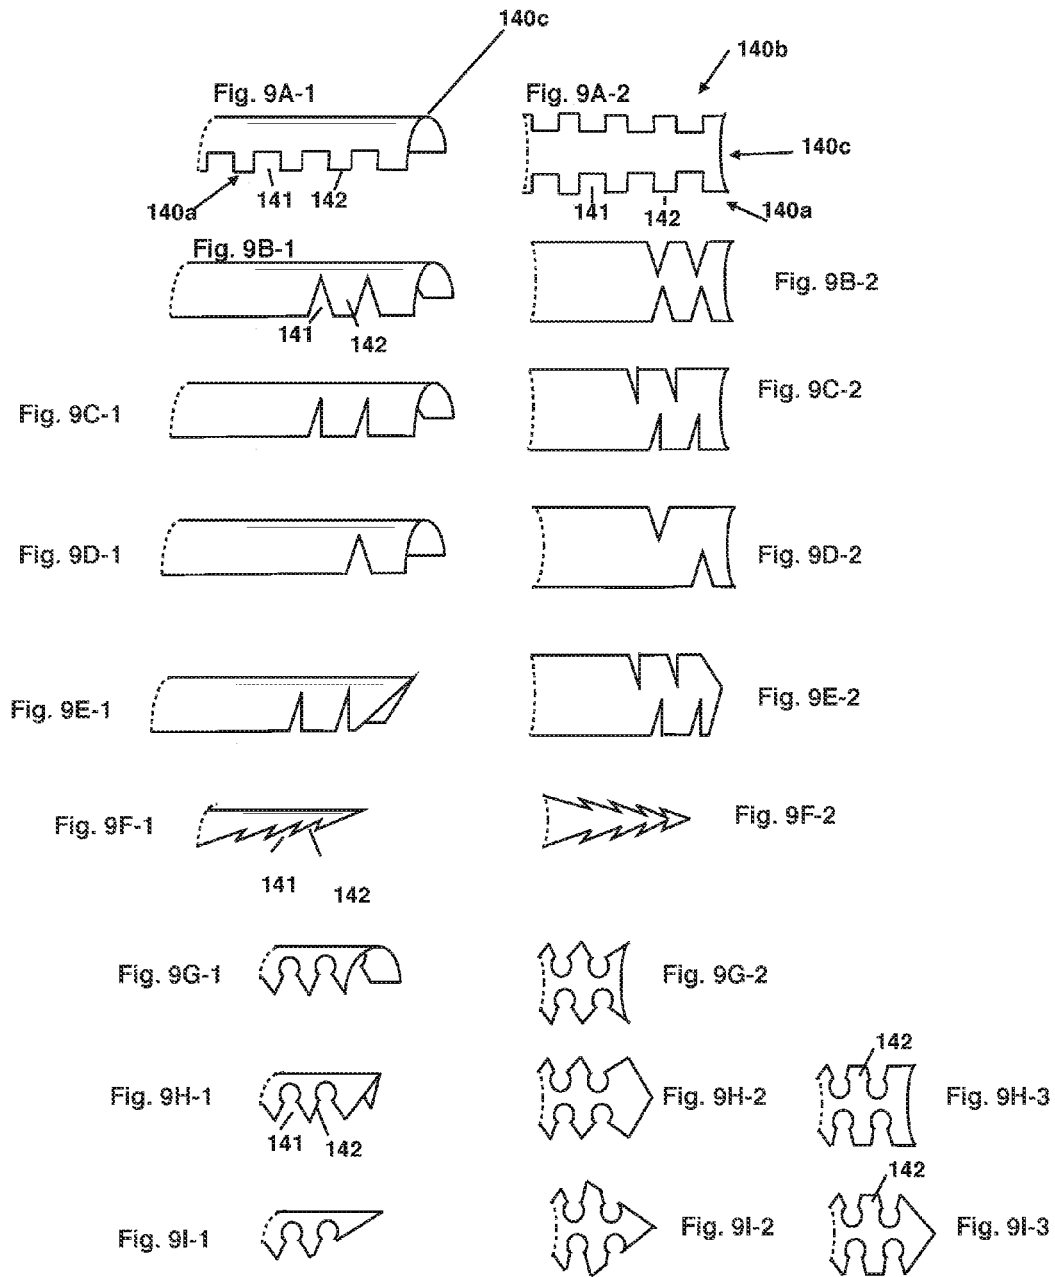 140c
140b
Fig. 9A-1
Fig. 9A-2
140c
140a
141
142
141
142
140a
Fig. 9B-1
Fig. 9B-2
141
142
Fig. 9C-1
Fig. 9C-2
Fig. 9D-1
Fig. 9D-2
Fig. 9E-1
Fig. 9E-2
Fig. 9F-1
Fig. 9F-2
141
142
Fig. 9G-1
Fig. 9G-2
142
Fig. 9H-1
Fig. 9H-2
Fig. 9H-3
141
142
142
Fig. 9I-1
Fig. 9I-2
Fig. 9I-3